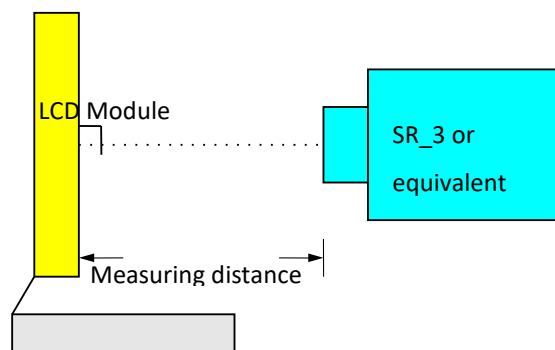 LCD Module
SR_3 or
equivalent
Measuring distance